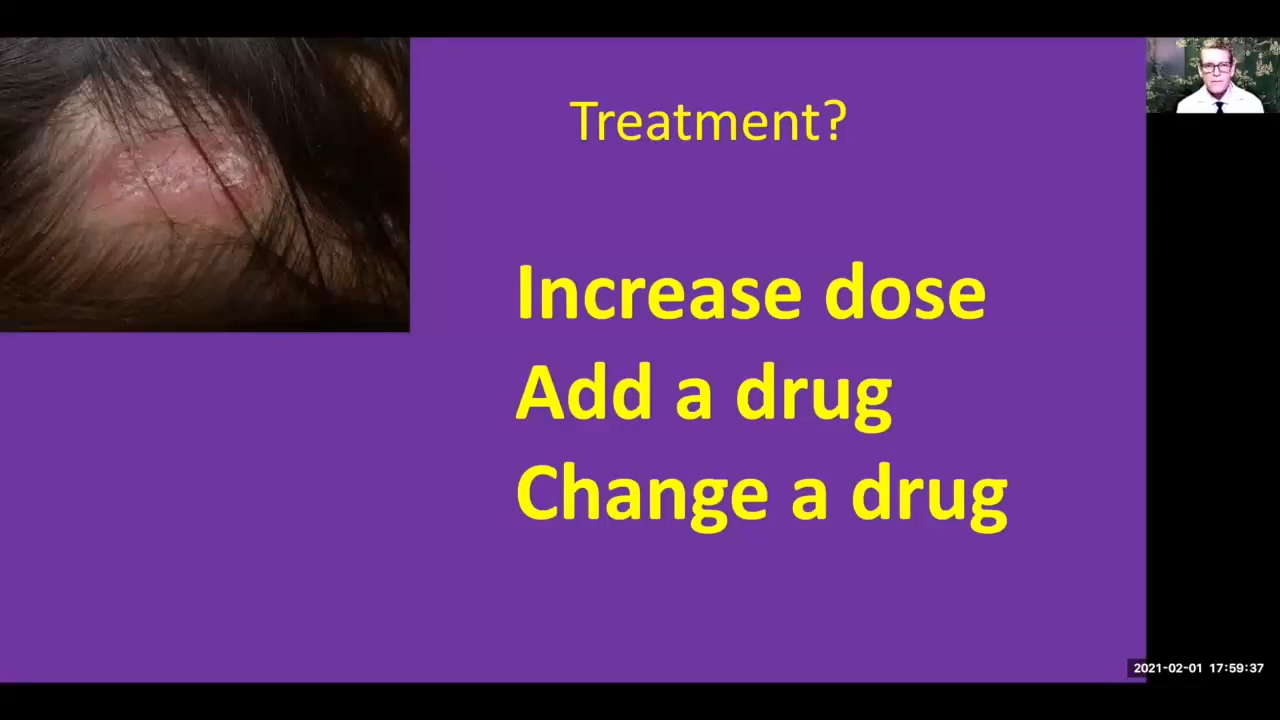 Treatment?
Increase dose
Add a drug
Change a drug
2021-02-01 17:59:37